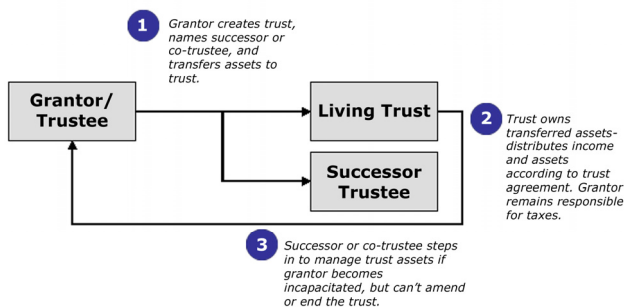 1
Grantor creates trust,
names successor or
co-trustee, and
transfers assets to
trust.
Grantor/
Trustee
Living Trust
Successor
Trustee
2
Trust owns
transferred assets-
distributes income
and assets
according to trust
agreement. Grantor
remains responsible
for taxes.
3
Successor or co-trustee steps
in to manage trust assets if
grantor becomes
incapacitated, but can't amend
or end the trust.